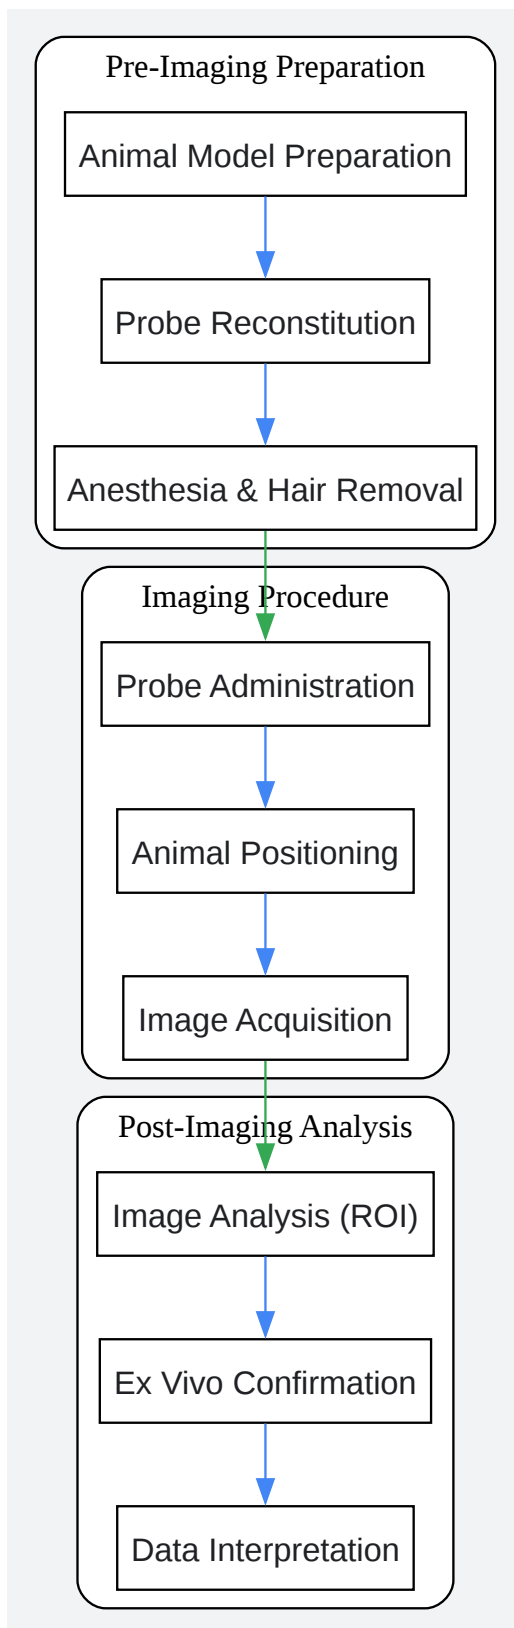 Pre-Imaging Preparation
Animal Model Preparation
Probe Reconstitution
Anesthesia & Hair Removal
Imaging Procedure
Probe Administration
Animal Positioning
Image Acquisition
Post-Imaging Analysis
Image Analysis (ROI)
Ex Vivo Confirmation
Data Interpretation